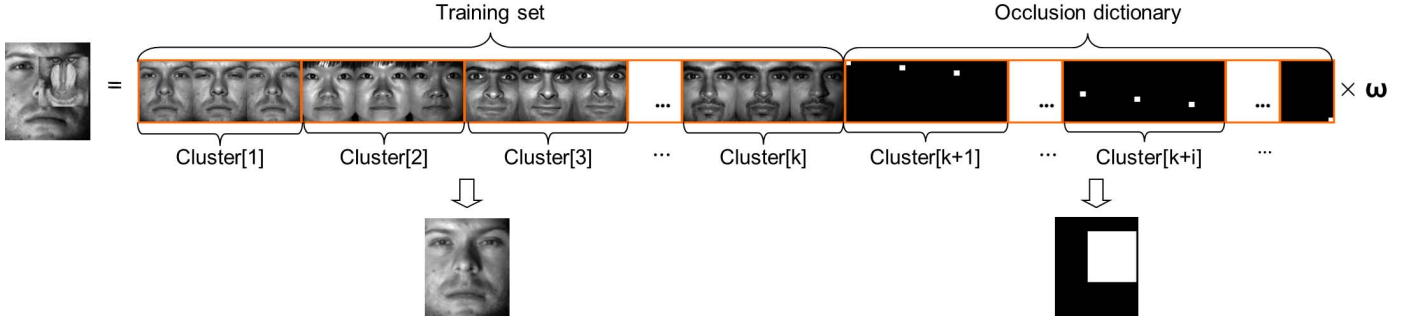 Training set
Occlusion dictionary
=
... ... ... × ω
Cluster[1] Cluster[2] Cluster[3] ... Cluster[k] Cluster[k+1] ... Cluster[k+i] ...